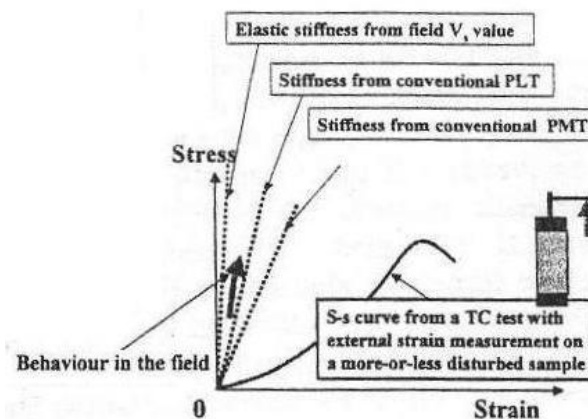 Elastic stiffness from field Vs value
Stiffness from conventional PLT
Stiffness from conventional PMT
Stress
S-s curve from a TC test with
external strain measurement on
a more-or-less disturbed sample
Behaviour in the field
0
Strain